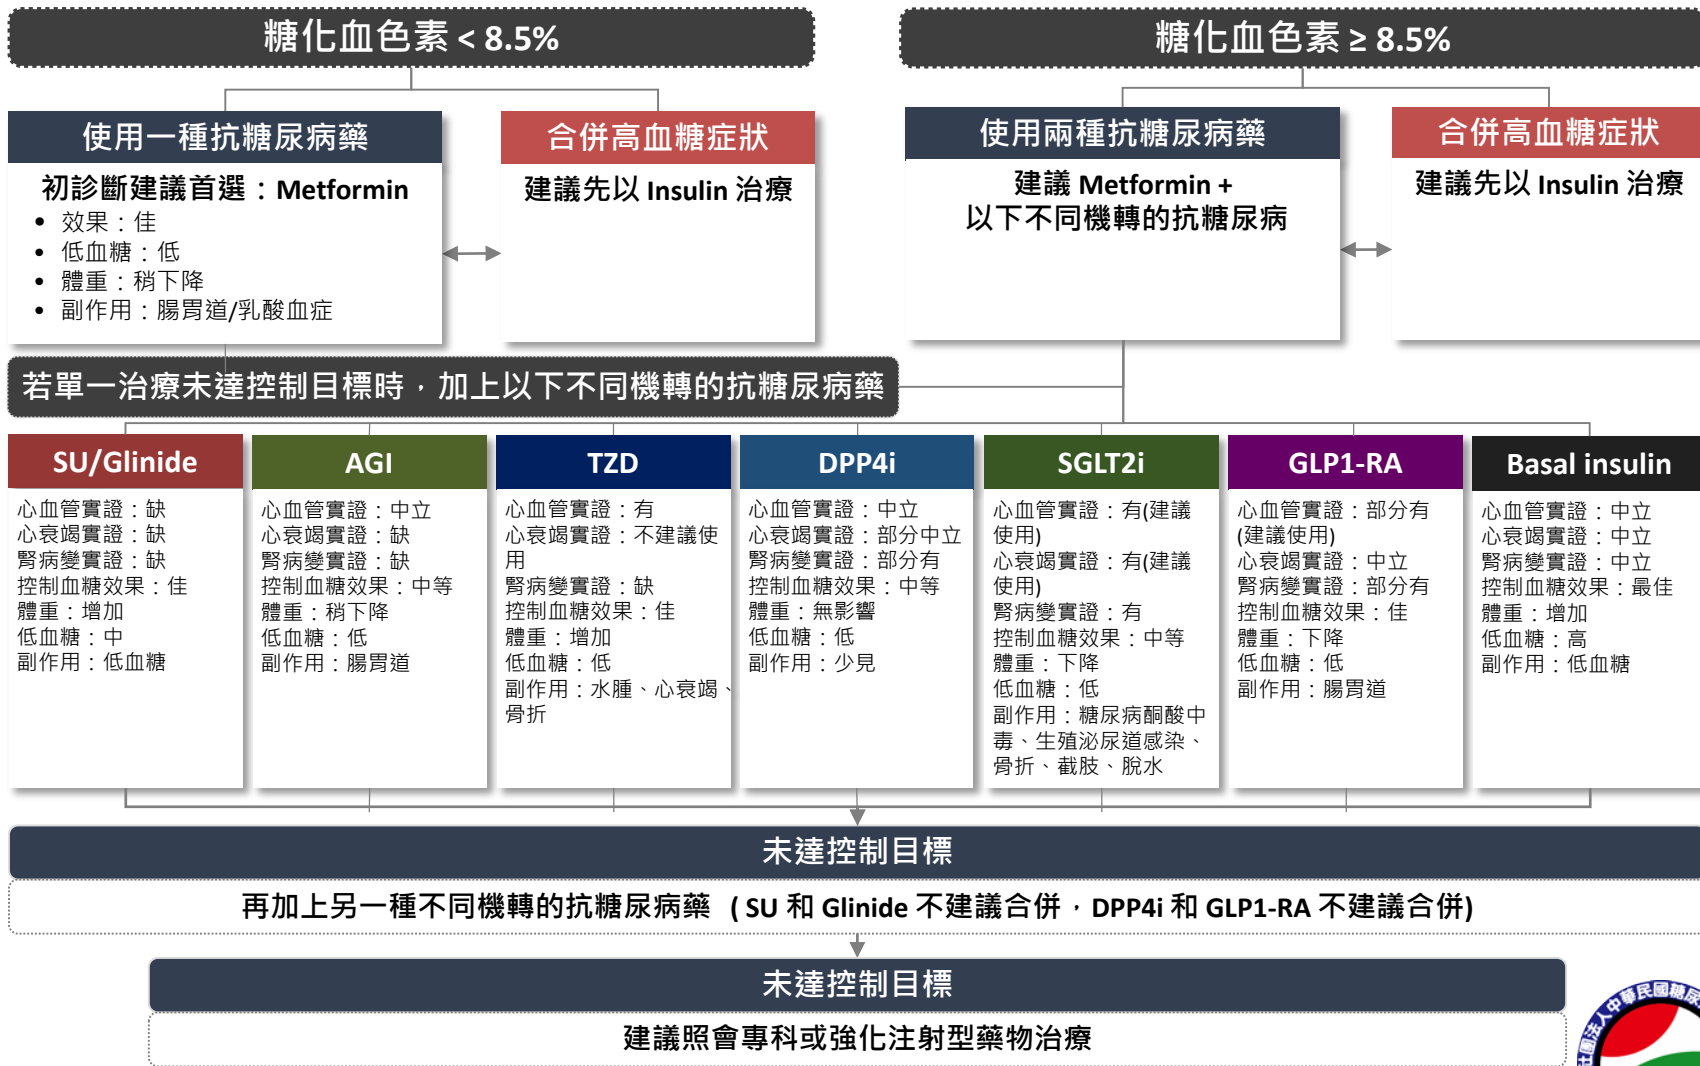 糖化血色素 < 8.5%
糖化血色素 ≥ 8.5%
使用一種抗糖尿病藥
初診斷建議首選：Metformin
• 效果：佳
• 低血糖：低
• 體重：稍下降
• 副作用：腸胃道/乳酸血症
合併高血糖症狀
建議先以 Insulin 治療
使用兩種抗糖尿病藥
建議 Metformin +
以下不同機轉的抗糖尿病
合併高血糖症狀
建議先以 Insulin 治療
若單一治療未達控制目標時，加上以下不同機轉的抗糖尿病藥
SU/Glinide
心血管實證：缺
心衰竭實證：缺
腎病變實證：缺
控制血糖效果：佳
體重：增加
低血糖：中
副作用：低血糖
AGI
心血管實證：中立
心衰竭實證：缺
腎病變實證：缺
控制血糖效果：中等
體重：稍下降
低血糖：低
副作用：腸胃道
TZD
心血管實證：有
心衰竭實證：不建議使
用
腎病變實證：缺
控制血糖效果：佳
體重：增加
低血糖：低
副作用：水腫、心衰竭、
骨折
DPP4i
心血管實證：中立
心衰竭實證：部分中立
腎病變實證：部分有
控制血糖效果：中等
體重：無影響
低血糖：低
副作用：少見
SGLT2i
心血管實證：有(建議
使用)
心衰竭實證：有(建議
使用)
腎病變實證：有
控制血糖效果：中等
體重：下降
低血糖：低
副作用：糖尿病酮酸中
毒、生殖泌尿道感染、
骨折、截肢、脫水
GLP1-RA
心血管實證：部分有
(建議使用)
心衰竭實證：中立
腎病變實證：部分有
控制血糖效果：佳
體重：下降
低血糖：低
副作用：腸胃道
Basal insulin
心血管實證：中立
心衰竭實證：中立
腎病變實證：中立
控制血糖效果：最佳
體重：增加
低血糖：高
副作用：低血糖
未達控制目標
再加上另一種不同機轉的抗糖尿病藥 ( SU 和 Glinide 不建議合併，DPP4i 和 GLP1-RA 不建議合併)
未達控制目標
建議照會專科或強化注射型藥物治療
社團法人中華民國糖尿